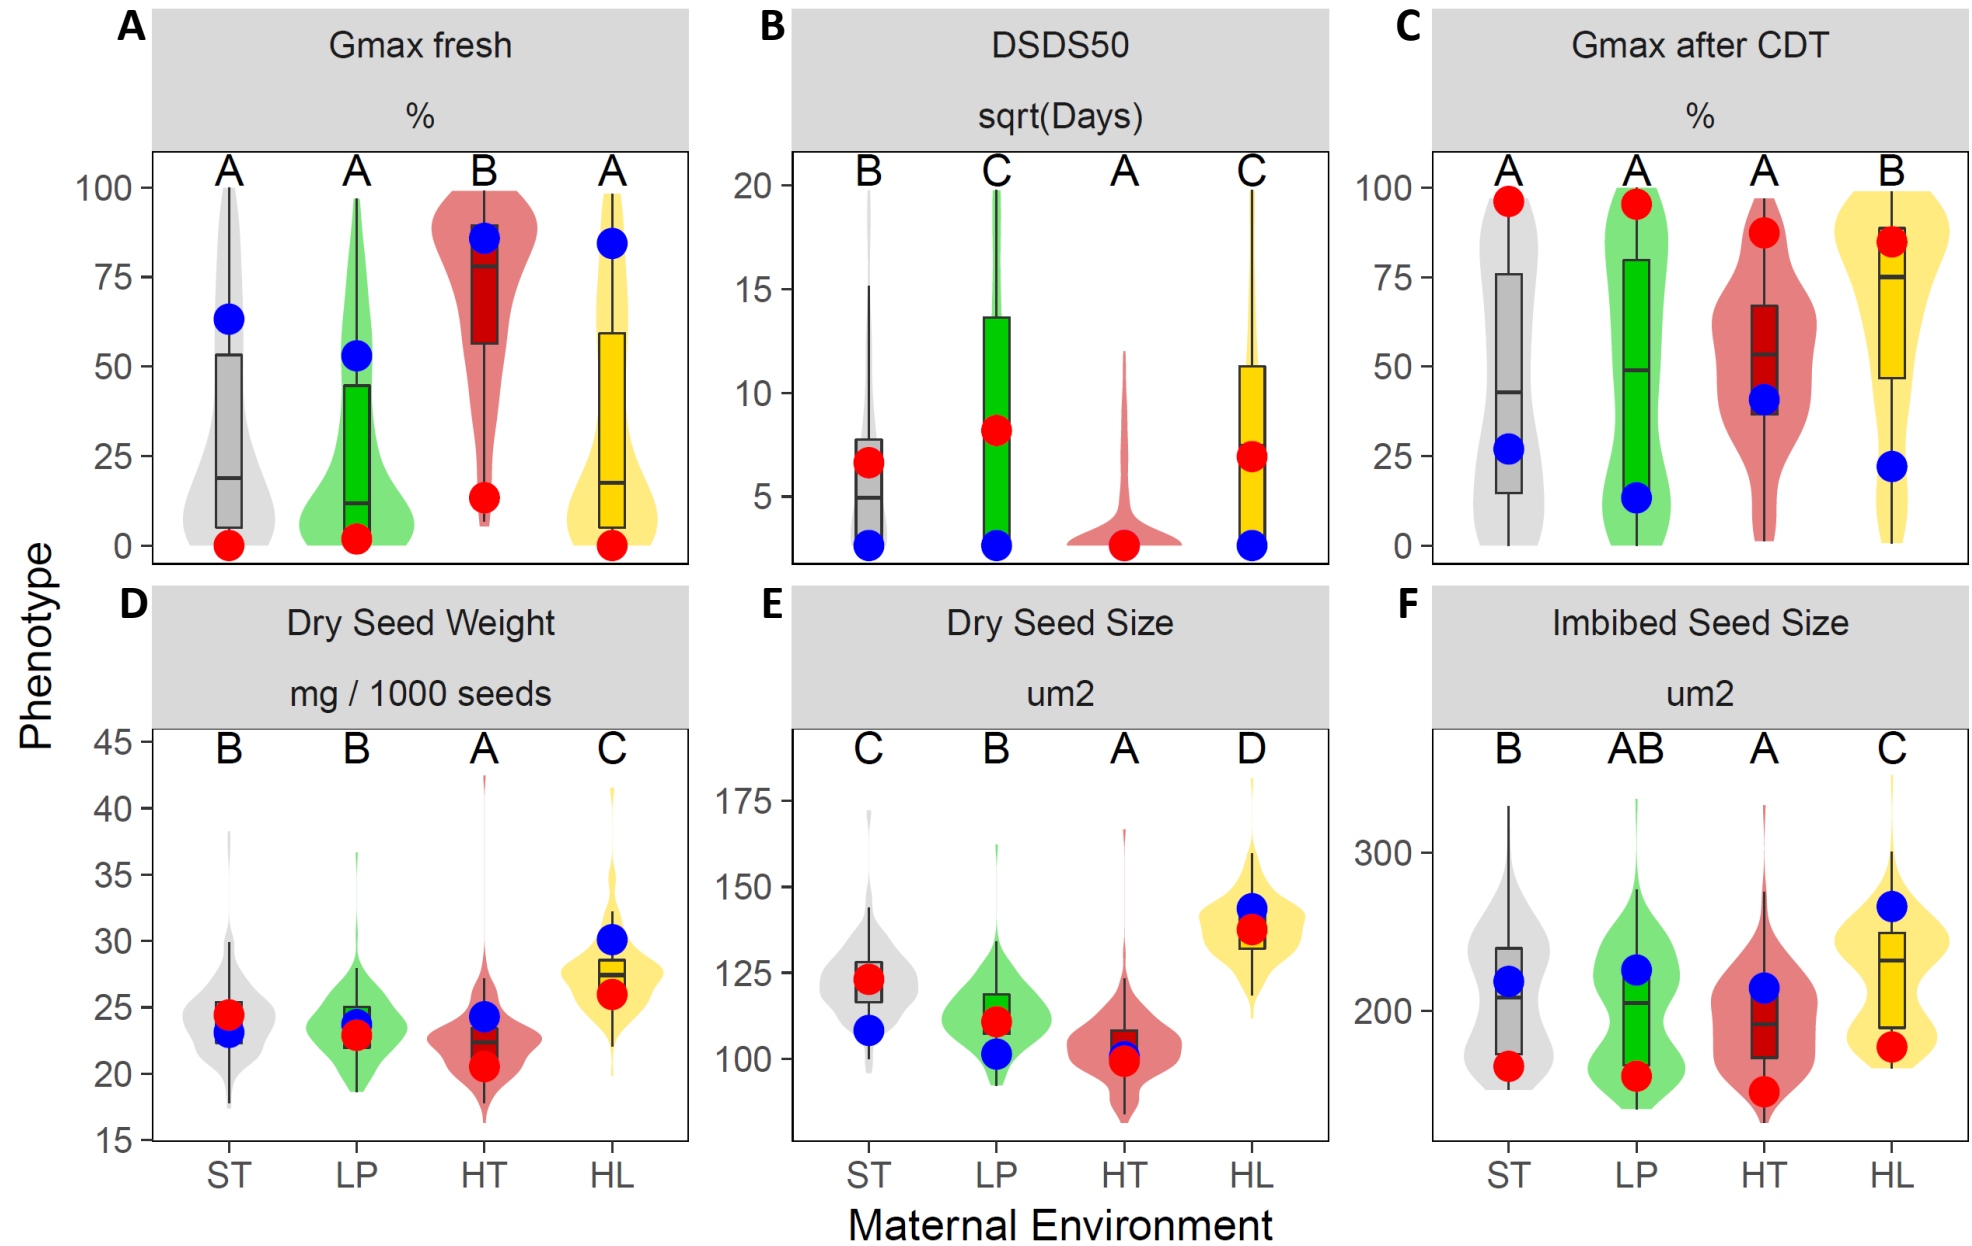 A
Gmax fresh
%
B
DSDS50
sqrt(Days)
C
Gmax after CDT
%
A A B A
100
75
50
25
0
B C A C
20
15
10
5
A A A B
100
75
50
25
0
Phenotype
D
Dry Seed Weight
mg / 1000 seeds
E
Dry Seed Size
um2
F
Imbibed Seed Size
um2
B B A C
45
40
35
30
25
20
15
C B A D
175
150
125
100
B AB A C
300
200
ST LP HT HL
ST LP HT HL
ST LP HT HL
Maternal Environment